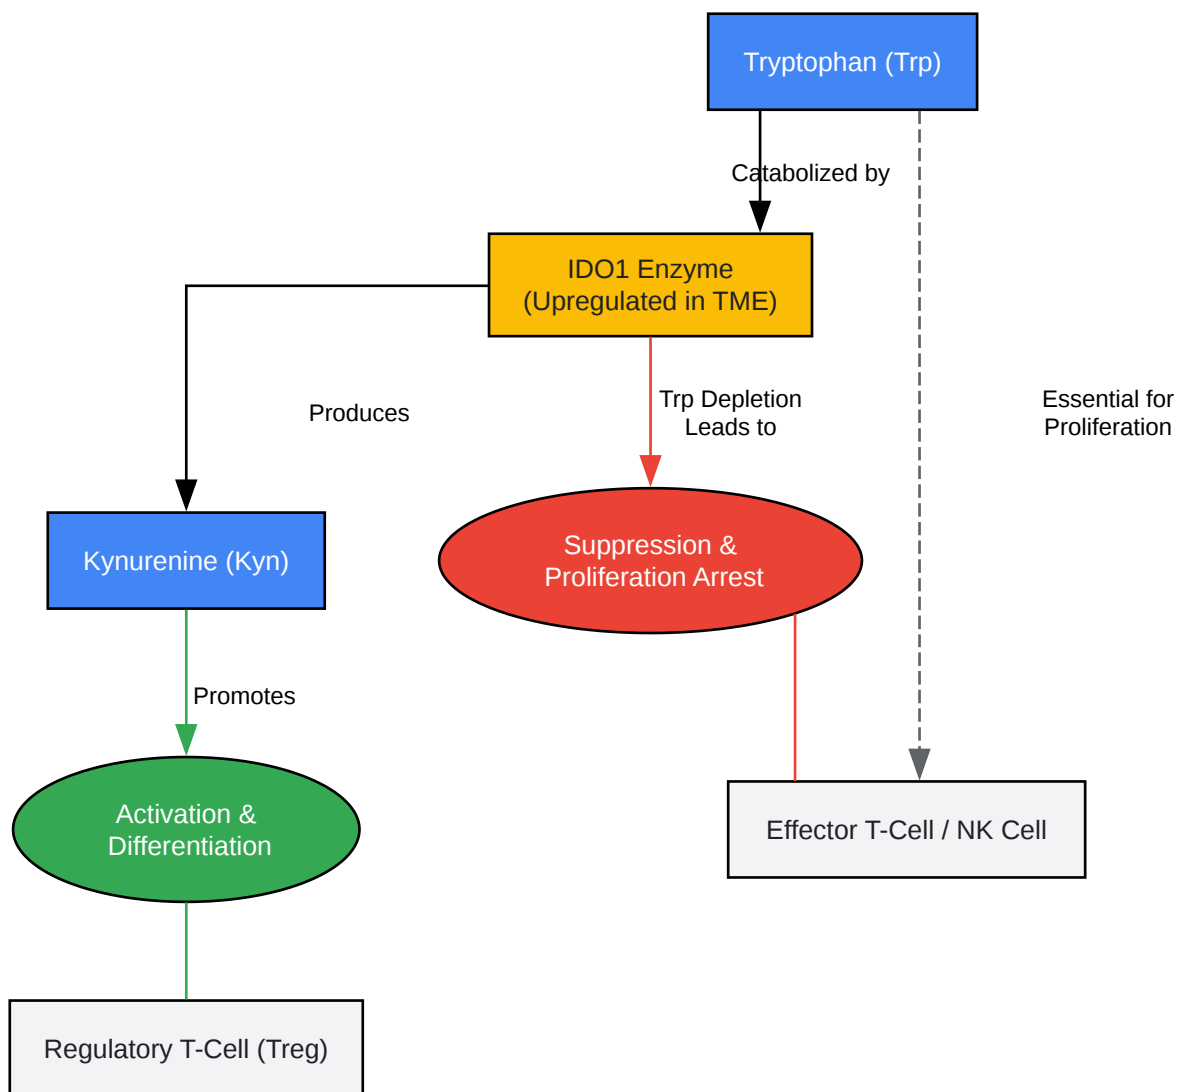 Tryptophan (Trp)
Catabolized by
IDO1 Enzyme
(Upregulated in TME)
Produces
Trp Depletion
Leads to
Essential for
Proliferation
Kynurenine (Kyn)
Suppression &
Proliferation Arrest
Promotes
Activation &
Differentiation
Effector T-Cell / NK Cell
Regulatory T-Cell (Treg)